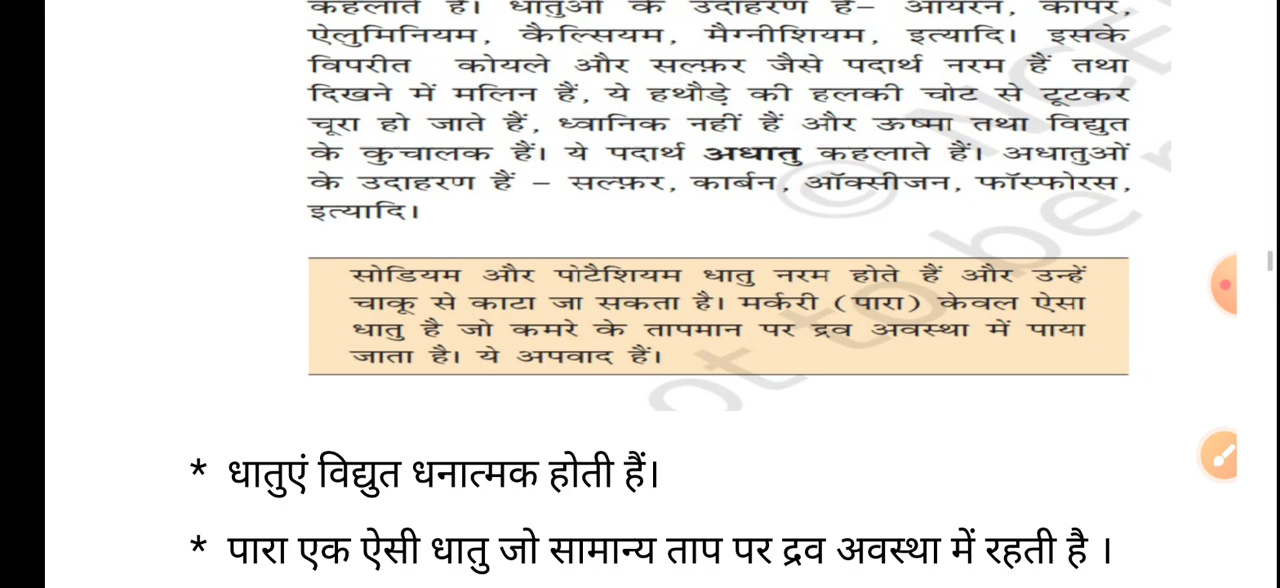 कहलाते हैं। धातुओं के उदाहरण हैं– आयरन, कॉपर,
ऐलुमिनियम, कैल्सियम, मैग्नीशियम, इत्यादि। इसके
विपरीत कोयले और सल्फ़र जैसे पदार्थ नरम हैं तथा
दिखने में मलिन हैं, ये हथौड़े की हलकी चोट से टूटकर
चूरा हो जाते हैं, ध्वानिक नहीं हैं और ऊष्मा तथा विद्युत
के कुचालक हैं। ये पदार्थ अधातु कहलाते हैं। अधातुओं
के उदाहरण हैं – सल्फ़र, कार्बन, ऑक्सीजन, फॉस्फोरस,
इत्यादि।
सोडियम और पोटैशियम धातु नरम होते हैं और उन्हें
चाकू से काटा जा सकता है। मर्करी (पारा) केवल ऐसा
धातु है जो कमरे के तापमान पर द्रव अवस्था में पाया
जाता है। ये अपवाद हैं।
* धातुएं विद्युत धनात्मक होती हैं।
* पारा एक ऐसी धातु जो सामान्य ताप पर द्रव अवस्था में रहती है ।